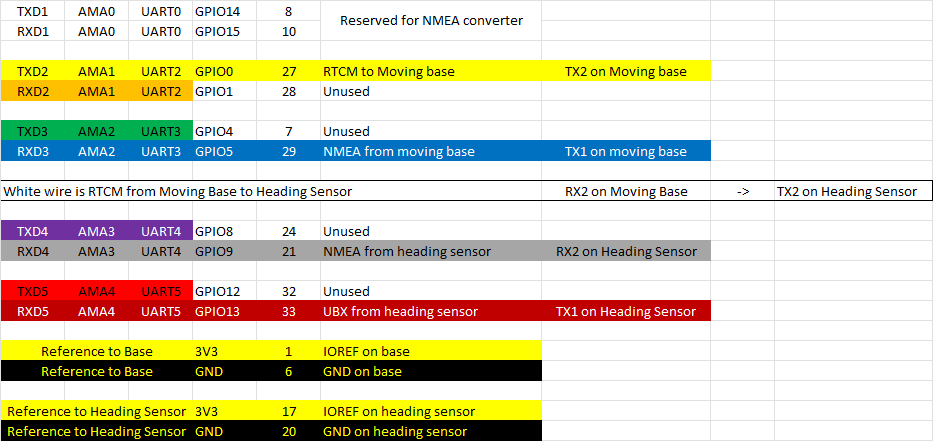 TXD1 AMA0 UART0 GPIO14 8 Reserved for NMEA converter
RXD1 AMA0 UART0 GPIO15 10
TXD2 AMA1 UART2 GPIO0 27 RTCM to Moving base TX2 on Moving base
RXD2 AMA1 UART2 GPIO1 28 Unused
TXD3 AMA2 UART3 GPIO4 7 Unused
RXD3 AMA2 UART3 GPIO5 29 NMEA from moving base TX1 on moving base
White wire is RTCM from Moving Base to Heading Sensor RX2 on Moving Base -> TX2 on Heading Sensor
TXD4 AMA3 UART4 GPIO8 24 Unused
RXD4 AMA3 UART4 GPIO9 21 NMEA from heading sensor RX2 on Heading Sensor
TXD5 AMA4 UART5 GPIO12 32 Unused
RXD5 AMA4 UART5 GPIO13 33 UBX from heading sensor TX1 on Heading Sensor
Reference to Base 3V3 1 IOREF on base
Reference to Base GND 6 GND on base
Reference to Heading Sensor 3V3 17 IOREF on heading sensor
Reference to Heading Sensor GND 20 GND on heading sensor